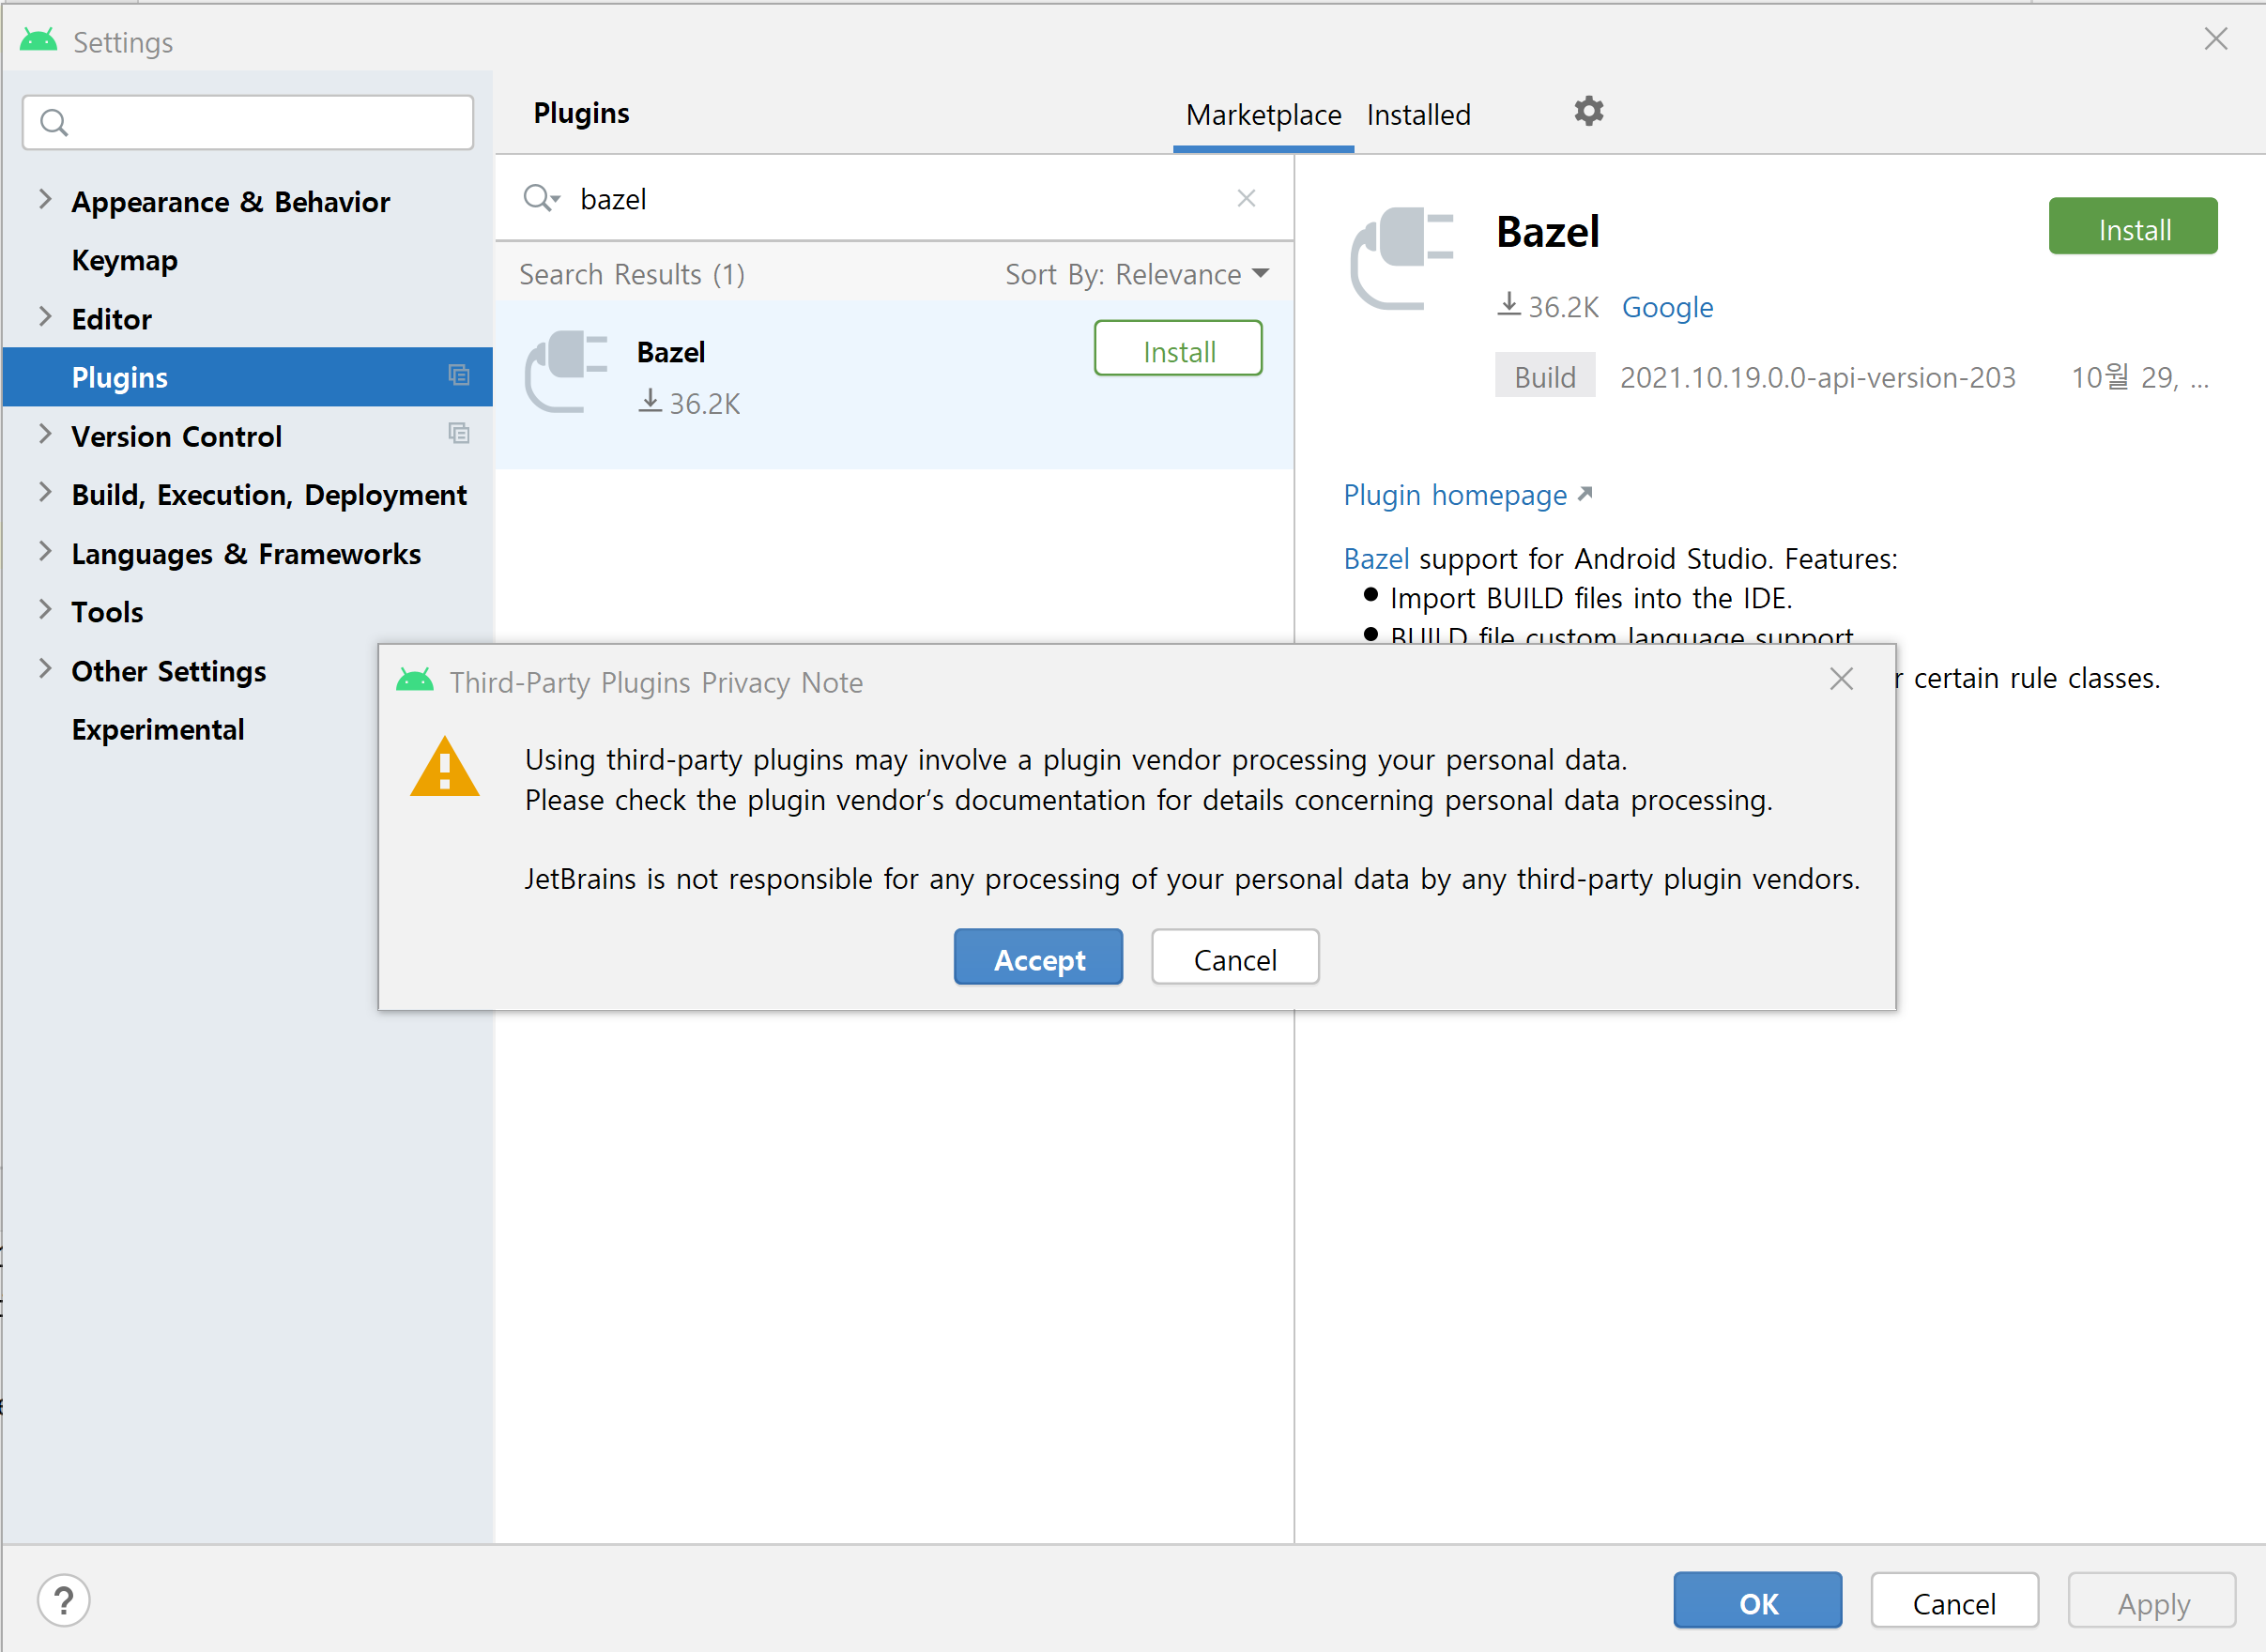 Settings
Plugins
Marketplace Installed
bazel
Search Results (1) Sort By: Relevance
Bazel
Install
36.2K
Appearance & Behavior
Keymap
Editor
Plugins
Version Control
Build, Execution, Deployment
Languages & Frameworks
Tools
Other Settings
Experimental
Bazel
Install
36.2K Google
Build 2021.10.19.0.0-api-version-203 10월 29, ...
Plugin homepage
Bazel support for Android Studio. Features:
• Import BUILD files into the IDE.
• BUILD file custom language support
r certain rule classes.
Third-Party Plugins Privacy Note
Using third-party plugins may involve a plugin vendor processing your personal data.
Please check the plugin vendor’s documentation for details concerning personal data processing.
JetBrains is not responsible for any processing of your personal data by any third-party plugin vendors.
Accept Cancel
?
OK Cancel Apply